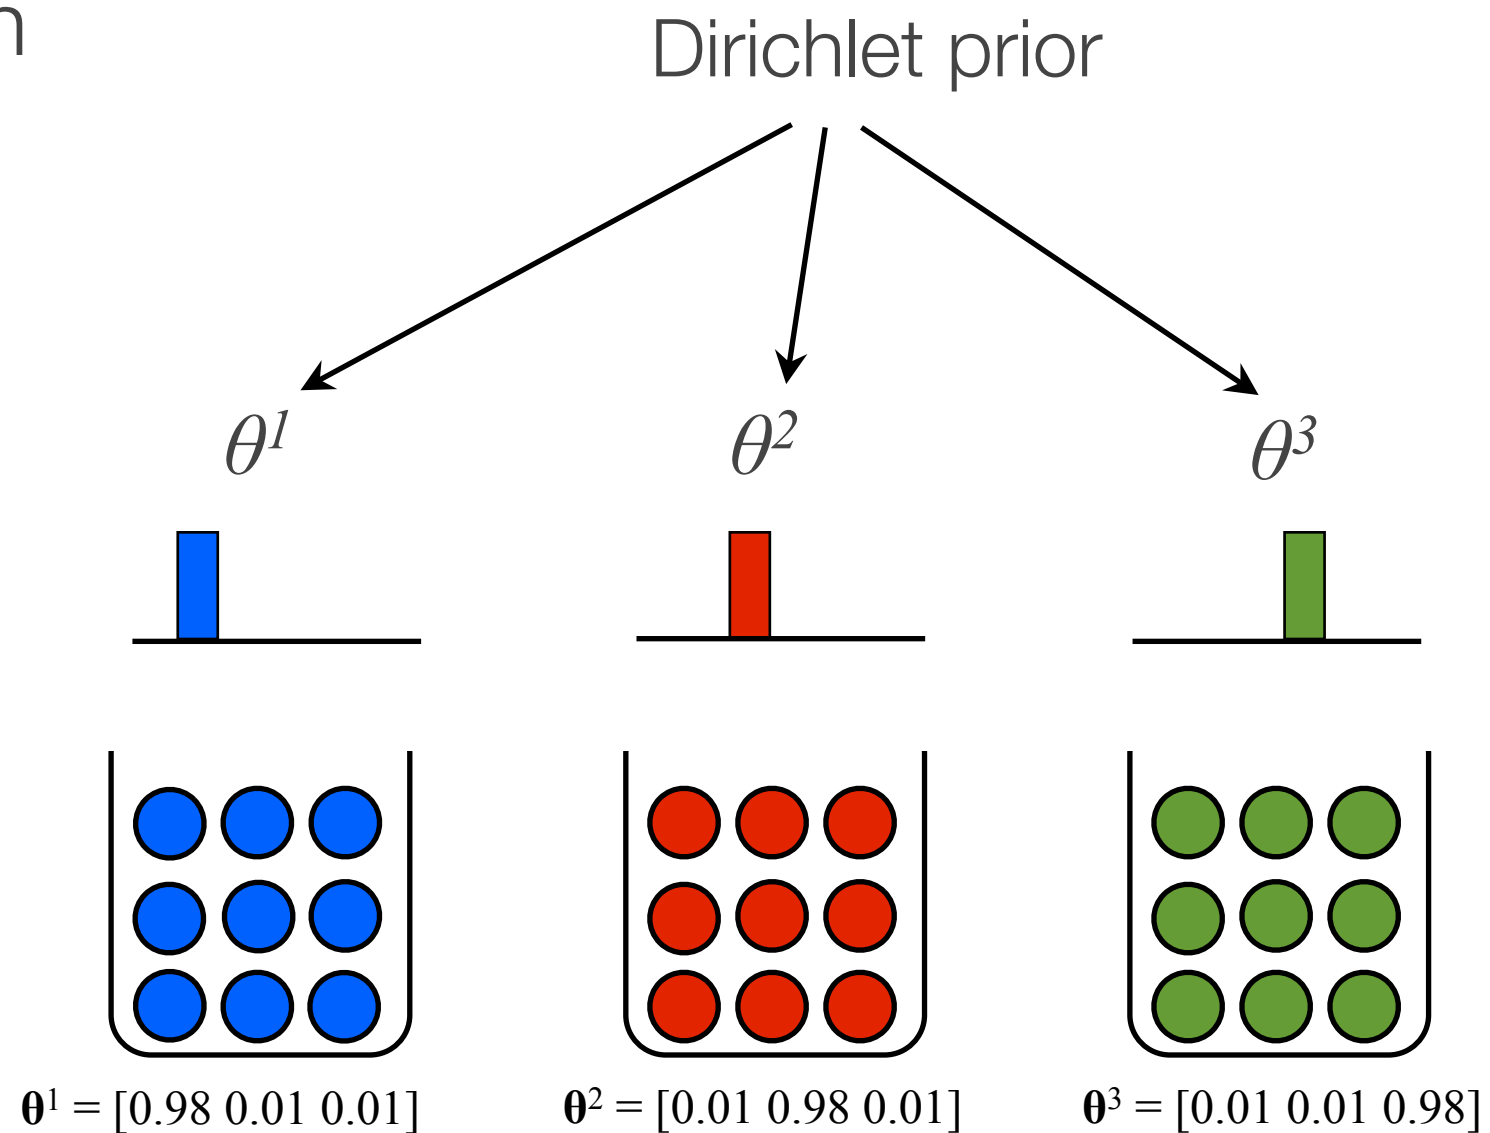 Dirichlet prior
θ¹ θ² θ³
θ¹ = [0.98 0.01 0.01] θ² = [0.01 0.98 0.01] θ³ = [0.01 0.01 0.98]